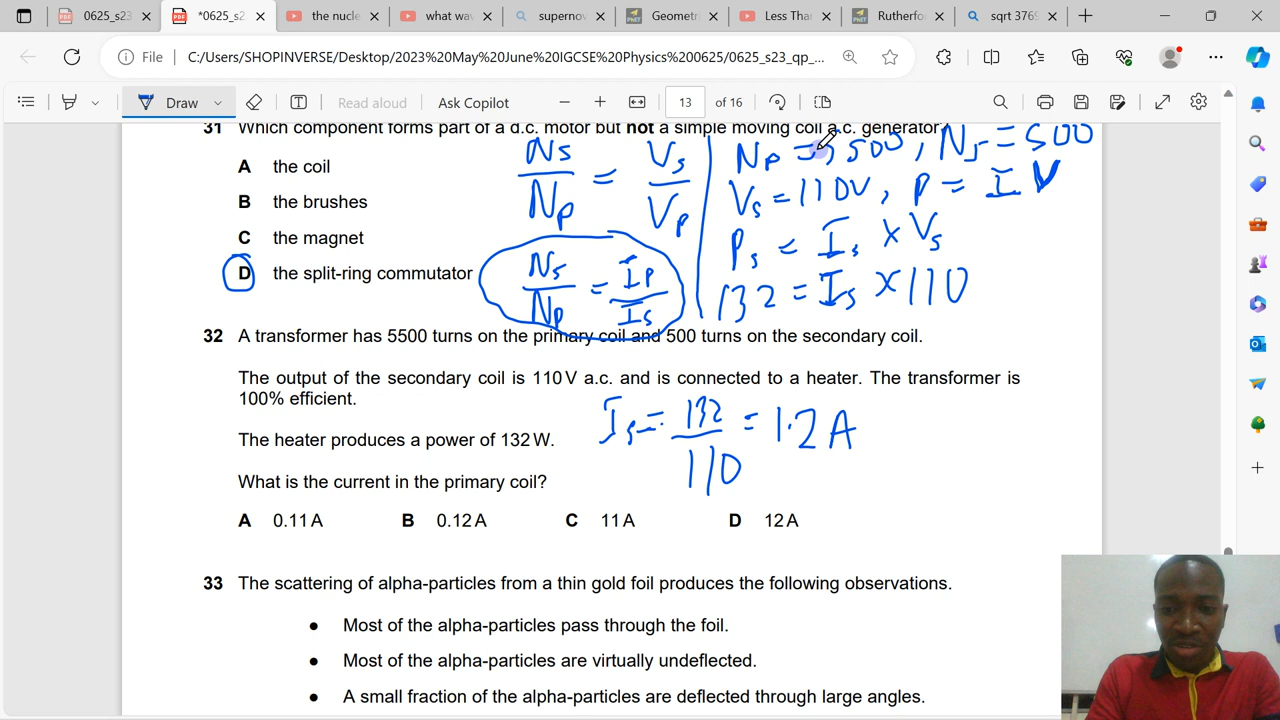 0625_s23
*0625_s2
the nucle
what wav
supernov
Geometr
Less Tha
Rutherfo
sqrt 3769
File
C:/Users/SHOPINVERSE/Desktop/2023%20May%20June%20IGCSE%20Physics%200625/0625_s23_qp_...
Draw
Read aloud
Ask Copilot
13 of 16
31 Which component forms part of a d.c. motor but not a simple moving coil a.c. generator?
A the coil
B the brushes
C the magnet
D the split-ring commutator
Ns/Np = Vs/Vp
Ns/Np = Ip/Is
Np = 5500, Ns = 500
Vs = 110V, P = IV
Ps = Is × Vs
132 = Is × 110
32 A transformer has 5500 turns on the primary coil and 500 turns on the secondary coil.
The output of the secondary coil is 110 V a.c. and is connected to a heater. The transformer is
100% efficient.
The heater produces a power of 132 W.
Is = 132/110 = 1.2 A
What is the current in the primary coil?
A 0.11 A B 0.12 A C 11 A D 12 A
33 The scattering of alpha-particles from a thin gold foil produces the following observations.
• Most of the alpha-particles pass through the foil.
• Most of the alpha-particles are virtually undeflected.
• A small fraction of the alpha-particles are deflected through large angles.